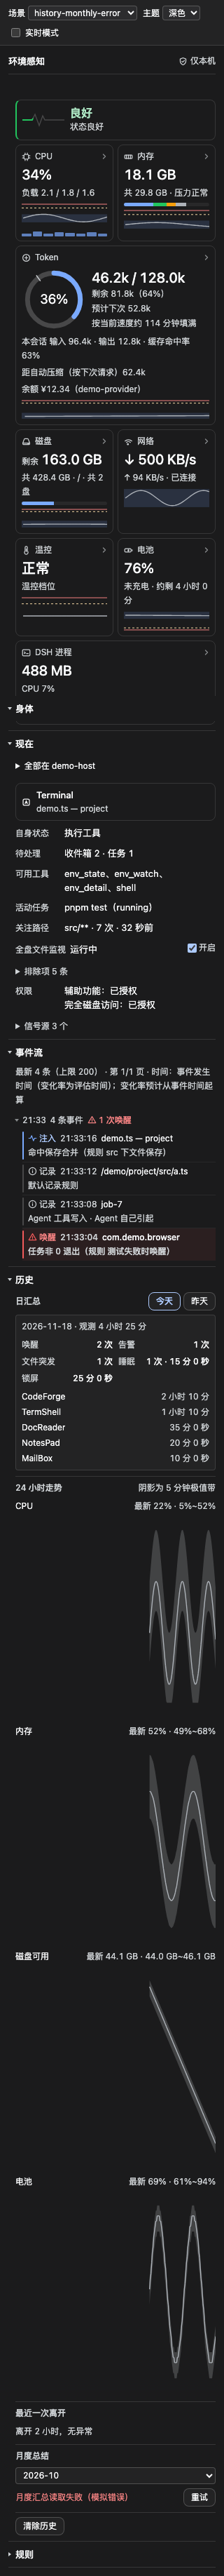 场景 history-monthly-error 主题 深色
实时模式
环境感知 仅本机
良好
状态良好
CPU
34%
负载 2.1 / 1.8 / 1.6
内存
18.1 GB
共 29.8 GB · 压力正常
Token
36%
46.2k / 128.0k
剩余 81.8k（64%）
预计下次 52.8k
按当前速度约 114 分钟填满
本会话 输入 96.4k · 输出 12.8k · 缓存命中率
63%
距自动压缩（按下次请求）62.4k
余额 ¥12.34（demo-provider）
磁盘
剩余 163.0 GB
共 428.4 GB · / · 共 2
盘
网络
↓ 500 KB/s
↑ 94 KB/s · 已连接
温控
正常
温控档位
电池
76%
未充电 · 约剩 4 小时 0
分
DSH 进程
488 MB
CPU 7%
身体
现在
全部在 demo-host
Terminal
demo.ts — project
自身状态 执行工具
待处理 收件箱 2 · 任务 1
可用工具 env_state、env_watch、
env_detail、shell
活动任务 pnpm test（running）
关注路径 src/** · 7 次 · 32 秒前
全盘文件监视 运行中 开启
排除项 5 条
权限 辅助功能：已授权
完全磁盘访问：已授权
信号源 3 个
事件流
最新 4 条（上限 200） · 第 1/1 页 · 时间：事件发
生时间（变化率为评估时间）；变化率预计从事件时间起
算
21:33 4 条事件 1 次唤醒
注入 21:33:16 demo.ts — project
命中保存合并（规则 src 下文件保存）
记录 21:33:12 /demo/project/src/a.ts
默认记录规则
记录 21:33:08 job-7
Agent 工具写入 · Agent 自己引起
唤醒 21:33:04 com.demo.browser
任务非 0 退出（规则 测试失败时唤醒）
历史
日汇总 今天 昨天
2026-11-18 · 观测 4 小时 25 分
唤醒 2 次 告警 1 次
文件突发 1 次 睡眠 1 次 · 15 分 0 秒
锁屏 25 分 0 秒
CodeForge 2 小时 10 分
TermShell 1 小时 10 分
DocReader 35 分 0 秒
NotesPad 20 分 0 秒
MailBox 10 分 0 秒
24 小时走势 阴影为 5 分钟极值带
CPU 最新 22% · 5%~52%
内存 最新 52% · 49%~68%
磁盘可用 最新 44.1 GB · 44.0 GB~46.1 GB
电池 最新 69% · 61%~94%
最近一次离开
离开 2 小时，无异常
月度总结
2026-10
月度汇总读取失败（模拟错误） 重试
清除历史
规则